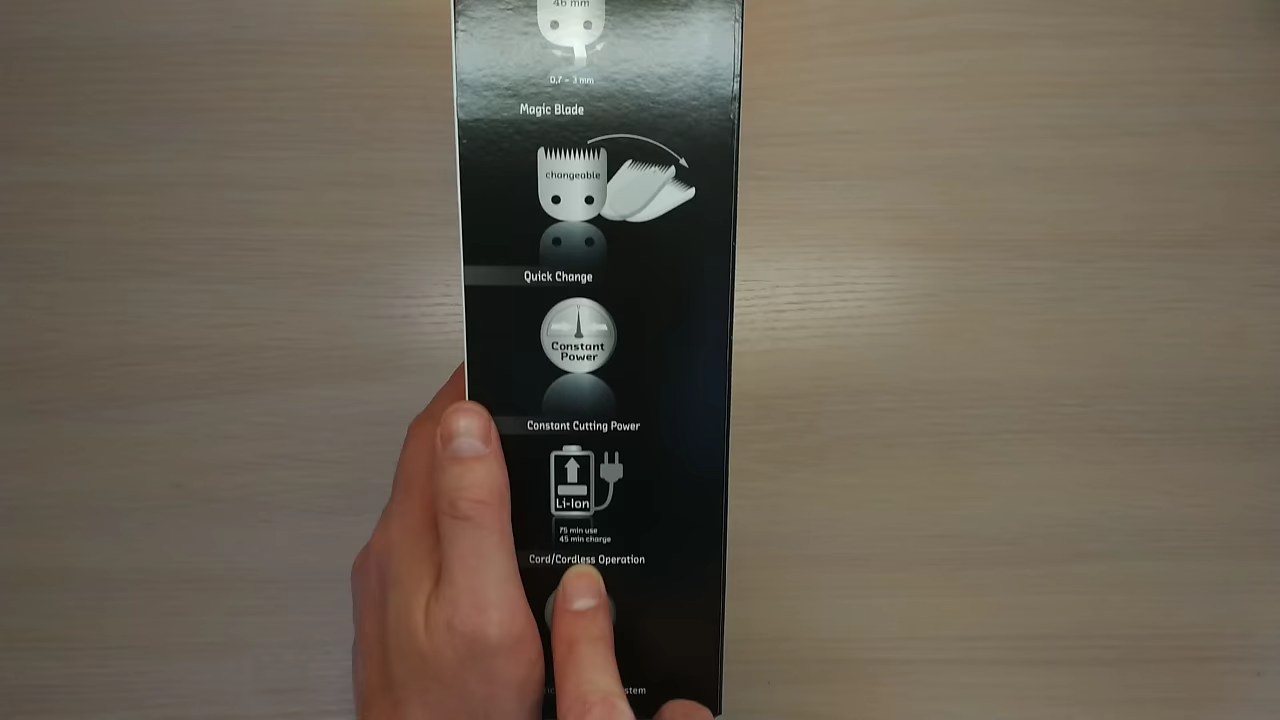 46 mm
0,7 - 3 mm
Magic Blade
changeable
Quick Change
Constant
Power
Constant Cutting Power
Li-Ion
75 min use
45 min charge
Cord/Cordless Operation